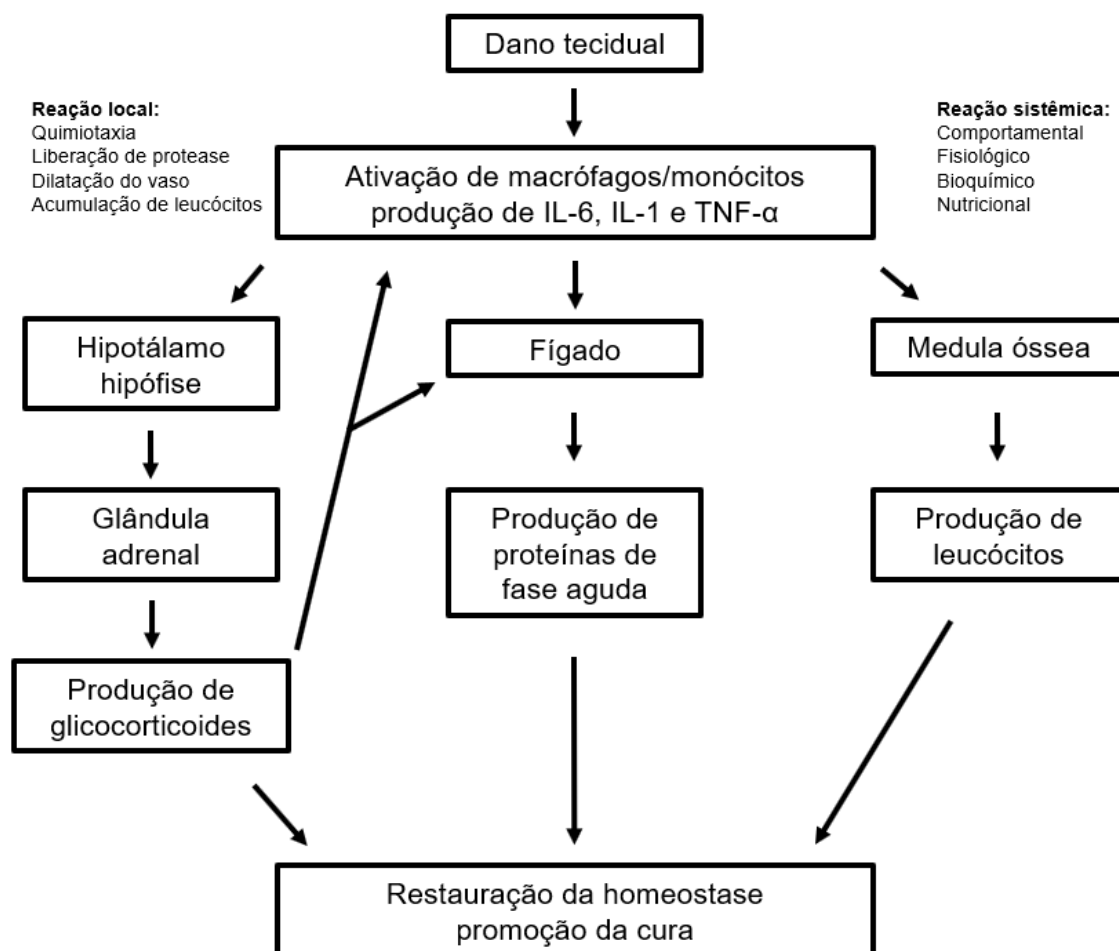 Dano tecidual
Reação local:
Quimiotaxia
Liberação de protease
Dilatação do vaso
Acumulação de leucócitos
Reação sistêmica:
Comportamental
Fisiológico
Bioquímico
Nutricional
Ativação de macrófagos/monócitos
produção de IL-6, IL-1 e TNF-α
Hipotálamo
hipófise
Fígado
Medula óssea
Glândula
adrenal
Produção de
proteínas de
fase aguda
Produção de
leucócitos
Produção de
glicocorticoides
Restauração da homeostase
promoção da cura